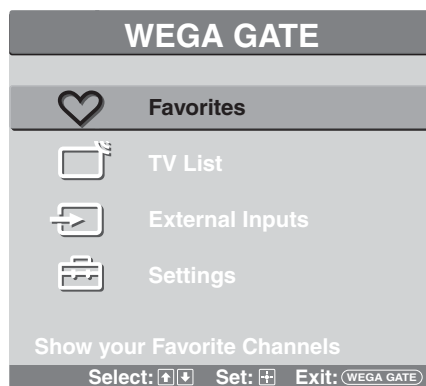 WEGA GATE
Favorites
TV List
External Inputs
Settings
Show your Favorite Channels
Select: Set: Exit: WEGA GATE